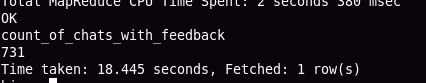 Total MapReduce CPU Time Spent: 2 seconds 380 msec
OK
count_of_chats_with_feedback
731
Time taken: 18.445 seconds, Fetched: 1 row(s)